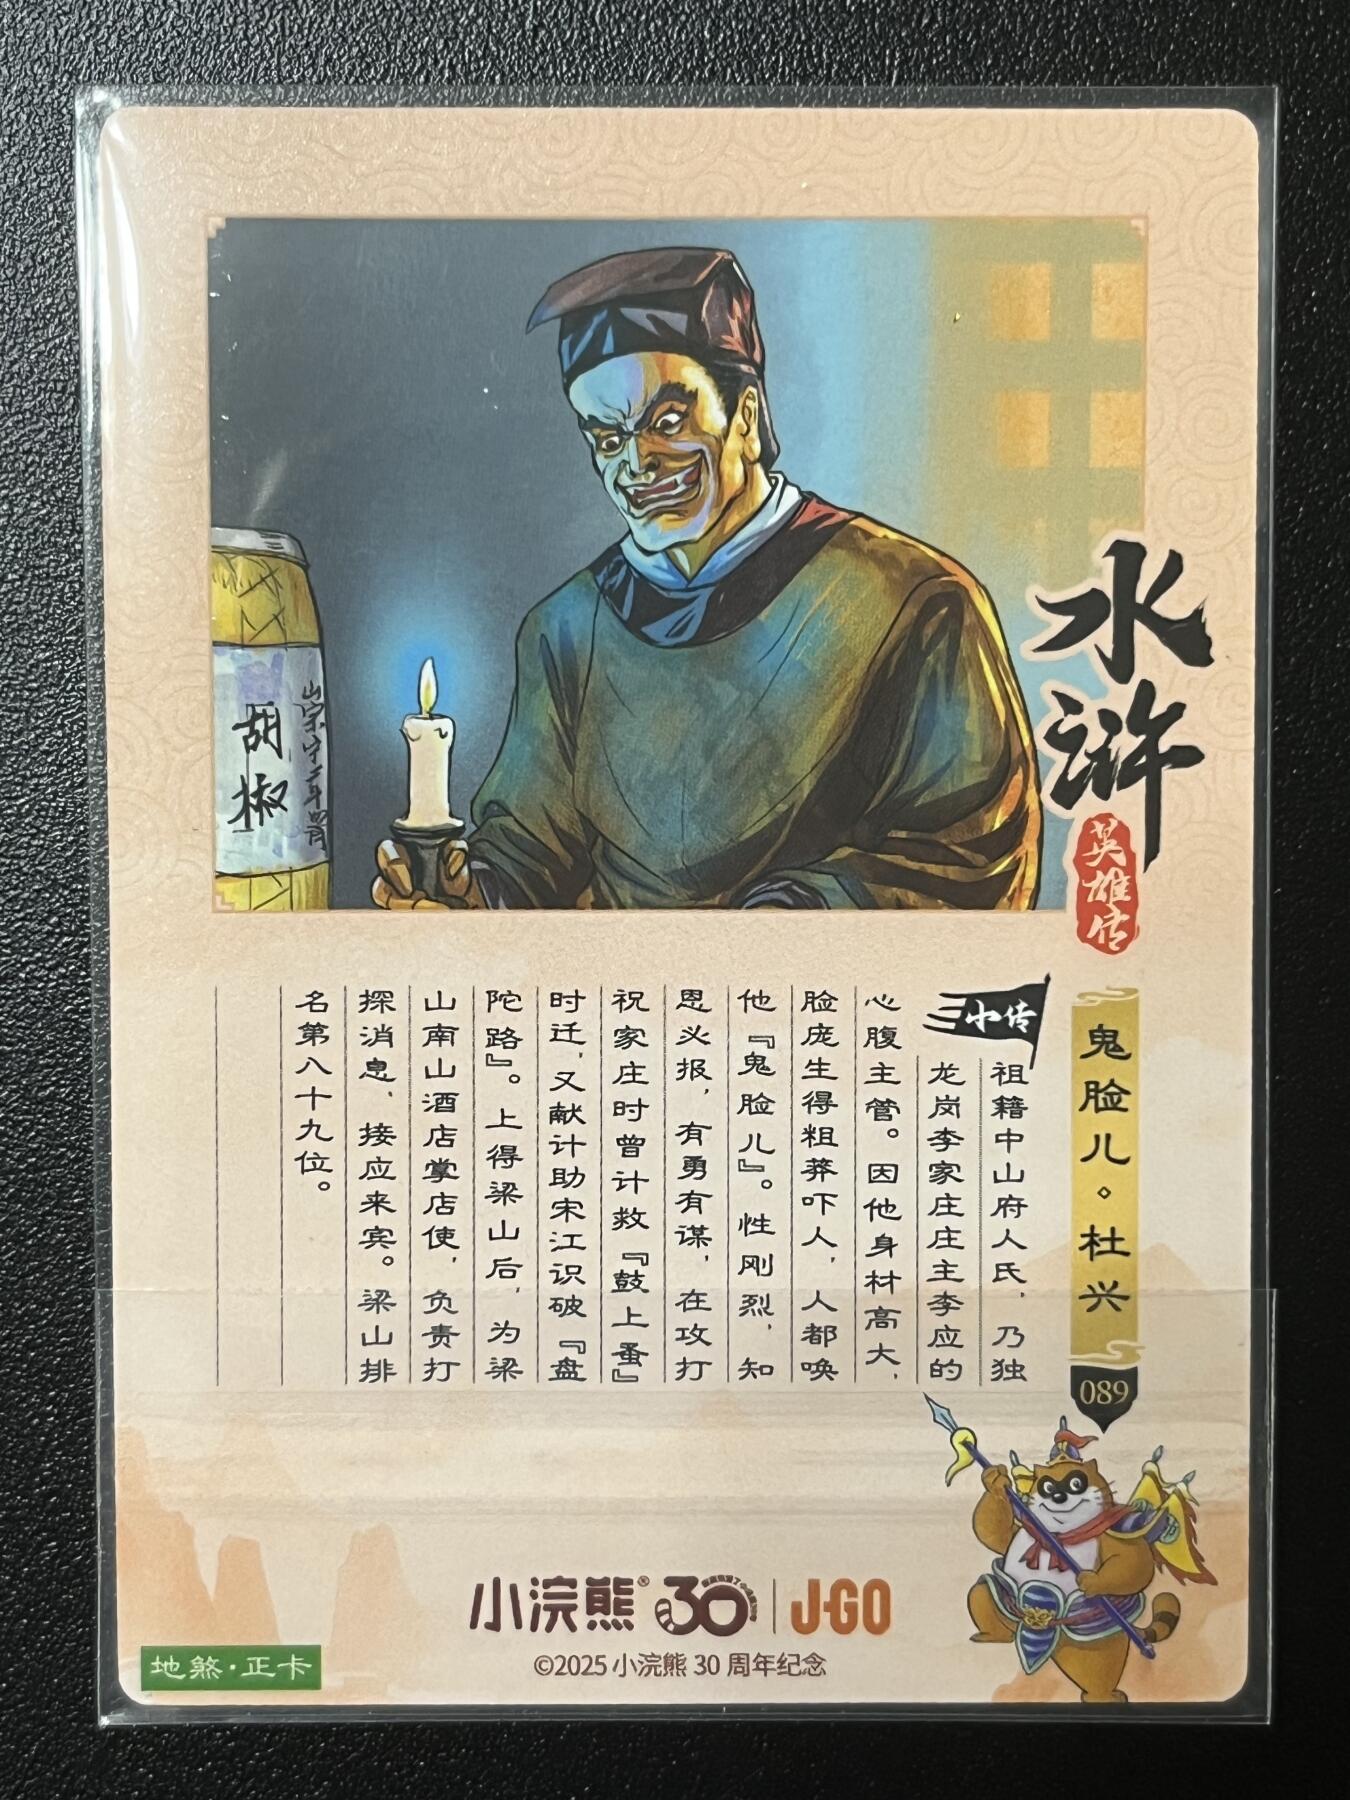 胡椒
水浒
英雄传
鬼脸儿◇杜兴
089
小传
祖籍中山府人氏，乃独
龙岗李家庄庄主李应的
心腹主管。因他身材高大、
脸庞生得粗莽吓人，人都唤
他『鬼脸儿』。性刚烈，知
恩必报，有勇有谋，在攻打
祝家庄时曾计救『鼓上蚤』
时迁，又献计助宋江识破『盘
陀路』。上得梁山后，为梁
山南山酒店掌店使，负责打
探消息、接应来宾。梁山排
名第八十九位。
小浣熊® 30 | J-GO
©2025 小浣熊 30 周年纪念
地煞·正卡